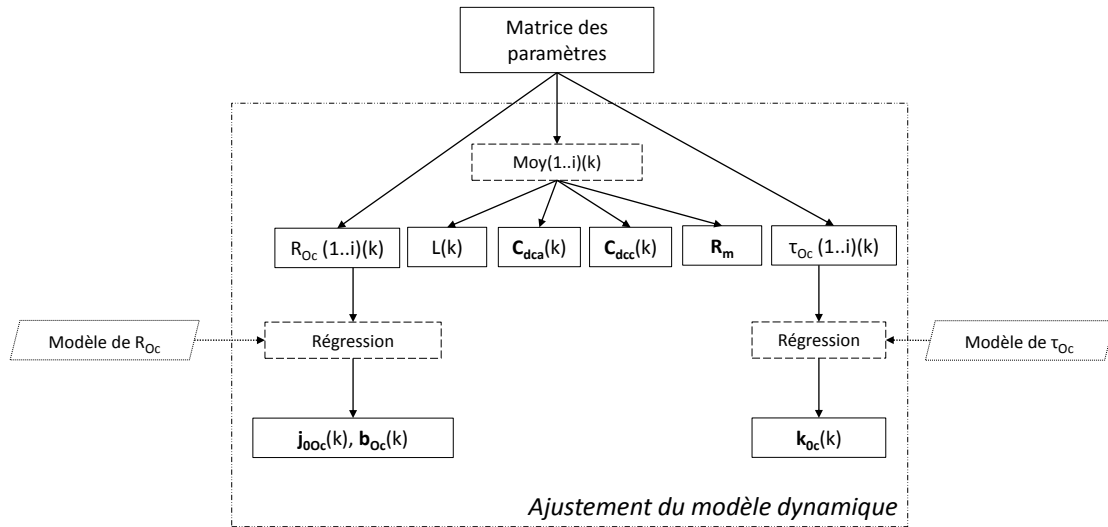 Matrice des
paramètres
Moy(1..i)(k)
R_Oc (1..i)(k)
L(k)
C_dca(k)
C_dcc(k)
R_m
τ_Oc (1..i)(k)
Modèle de R_Oc
Régression
Régression
Modèle de τ_Oc
j_0Oc(k), b_Oc(k)
k_0c(k)
Ajustement du modèle dynamique